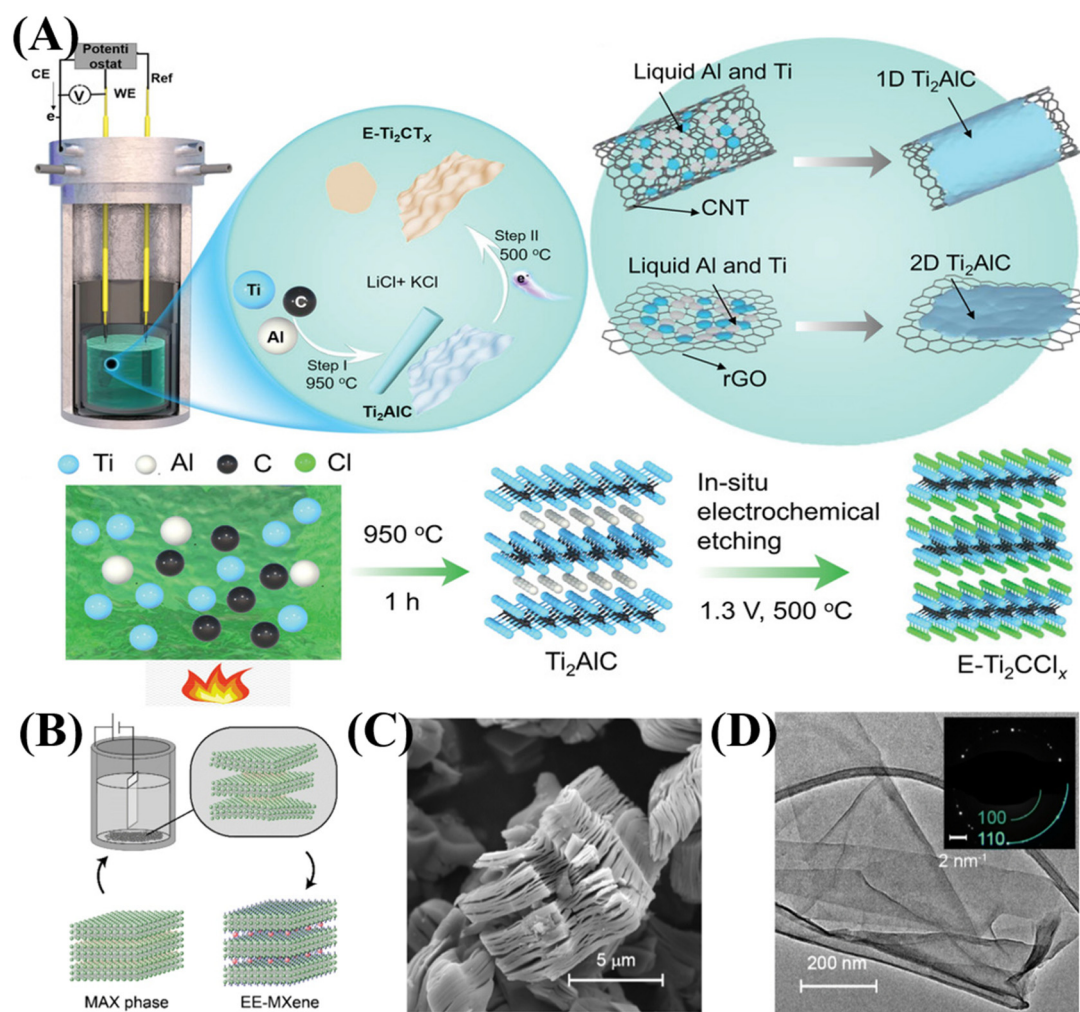 (A)
Potenti
ostat
CE
Ref
V
WE
e-
E-Ti₂CTₓ
Step II
500 °C
e-
LiCl+ KCl
Ti
C
Al
Step I
950 °C
Ti₂AlC
Liquid Al and Ti
1D Ti₂AlC
CNT
Liquid Al and Ti
2D Ti₂AlC
rGO
Ti Al C Cl
950 °C
1 h
Ti₂AlC
In-situ
electrochemical
etching
1.3 V, 500 °C
E-Ti₂CClₓ
(B)
MAX phase
EE-MXene
(C)
5 μm
(D)
100
110
2 nm⁻¹
200 nm